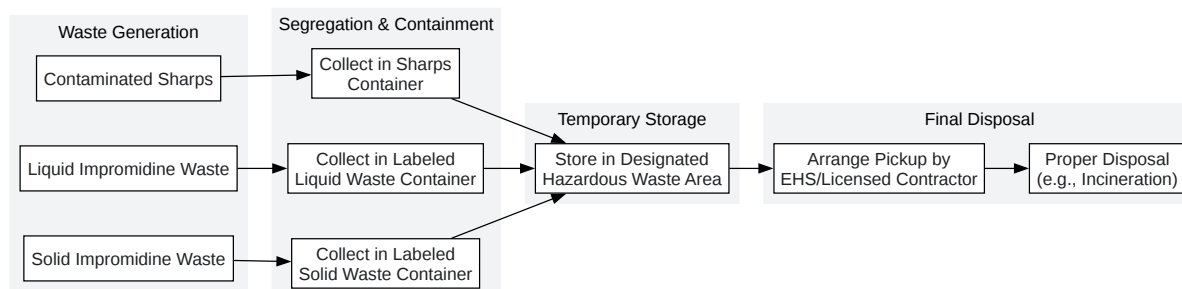 Waste Generation
Contaminated Sharps
Liquid Impromidine Waste
Solid Impromidine Waste
Segregation & Containment
Collect in Sharps
Container
Collect in Labeled
Liquid Waste Container
Collect in Labeled
Solid Waste Container
Temporary Storage
Store in Designated
Hazardous Waste Area
Final Disposal
Arrange Pickup by
EHS/Licensed Contractor
Proper Disposal
(e.g., Incineration)